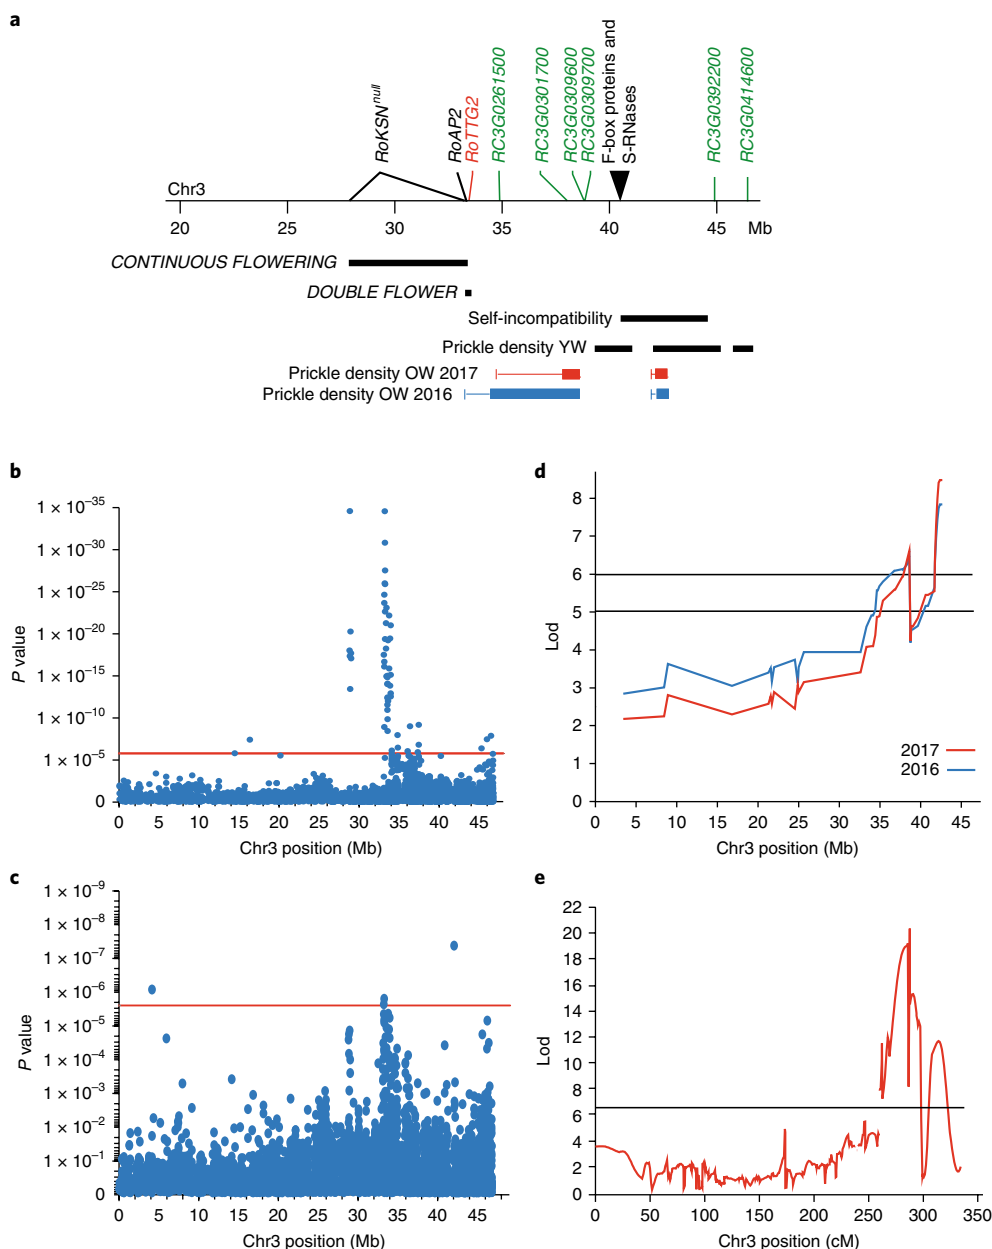 a
RoKSN^null
RoAP2
RoTTG2
RC3G0261500
RC3G0301700
RC3G0309600
RC3G0309700
F-box proteins and
S-RNases
RC3G0392200
RC3G0414600
Chr3
20 25 30 35 40 45 Mb
CONTINUOUS FLOWERING
DOUBLE FLOWER
Self-incompatibility
Prickle density YW
Prickle density OW 2017
Prickle density OW 2016
b
1 × 10^−35
1 × 10^−30
1 × 10^−25
1 × 10^−20
1 × 10^−15
1 × 10^−10
1 × 10^−5
0
P value
0 5 10 15 20 25 30 35 40 45
Chr3 position (Mb)
d
8
7
6
5
4
3
2
1
0
Lod
2017
2016
0 5 10 15 20 25 30 35 40 45
Chr3 position (Mb)
c
1 × 10^−9
1 × 10^−8
1 × 10^−7
1 × 10^−6
1 × 10^−5
1 × 10^−4
1 × 10^−3
1 × 10^−2
1 × 10^−1
0
P value
0 5 10 15 20 25 30 35 40 45
Chr3 position (Mb)
e
22
20
18
16
14
12
10
8
6
4
2
0
Lod
0 50 100 150 200 250 300 350
Chr3 position (cM)